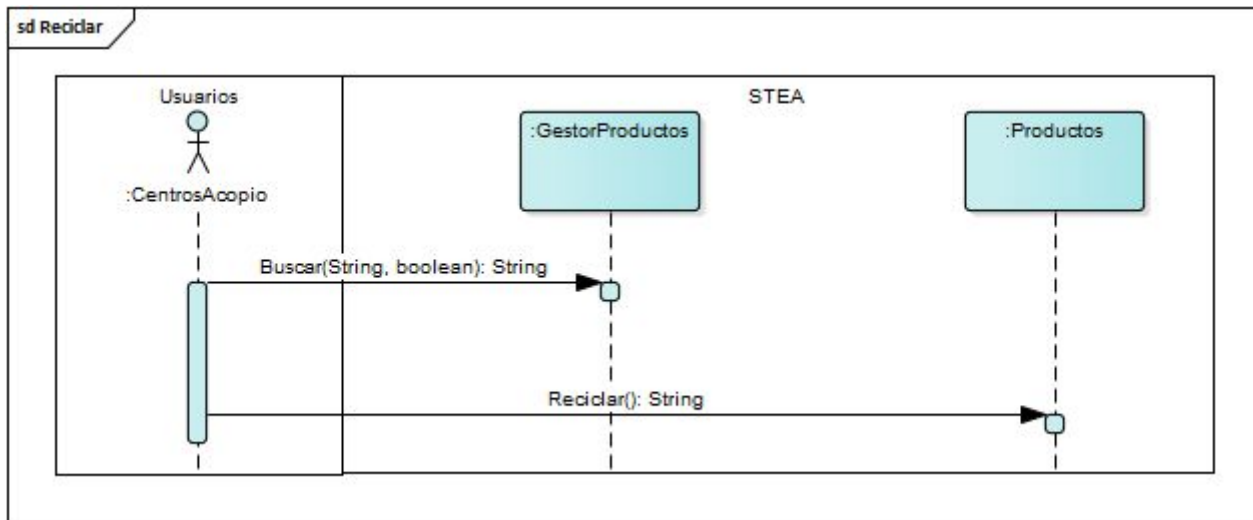 sd Reciclar
Usuarios
STEA
:GestorProductos
:Productos
:CentrosAcopio
Buscar(String, boolean): String
Reciclar(): String